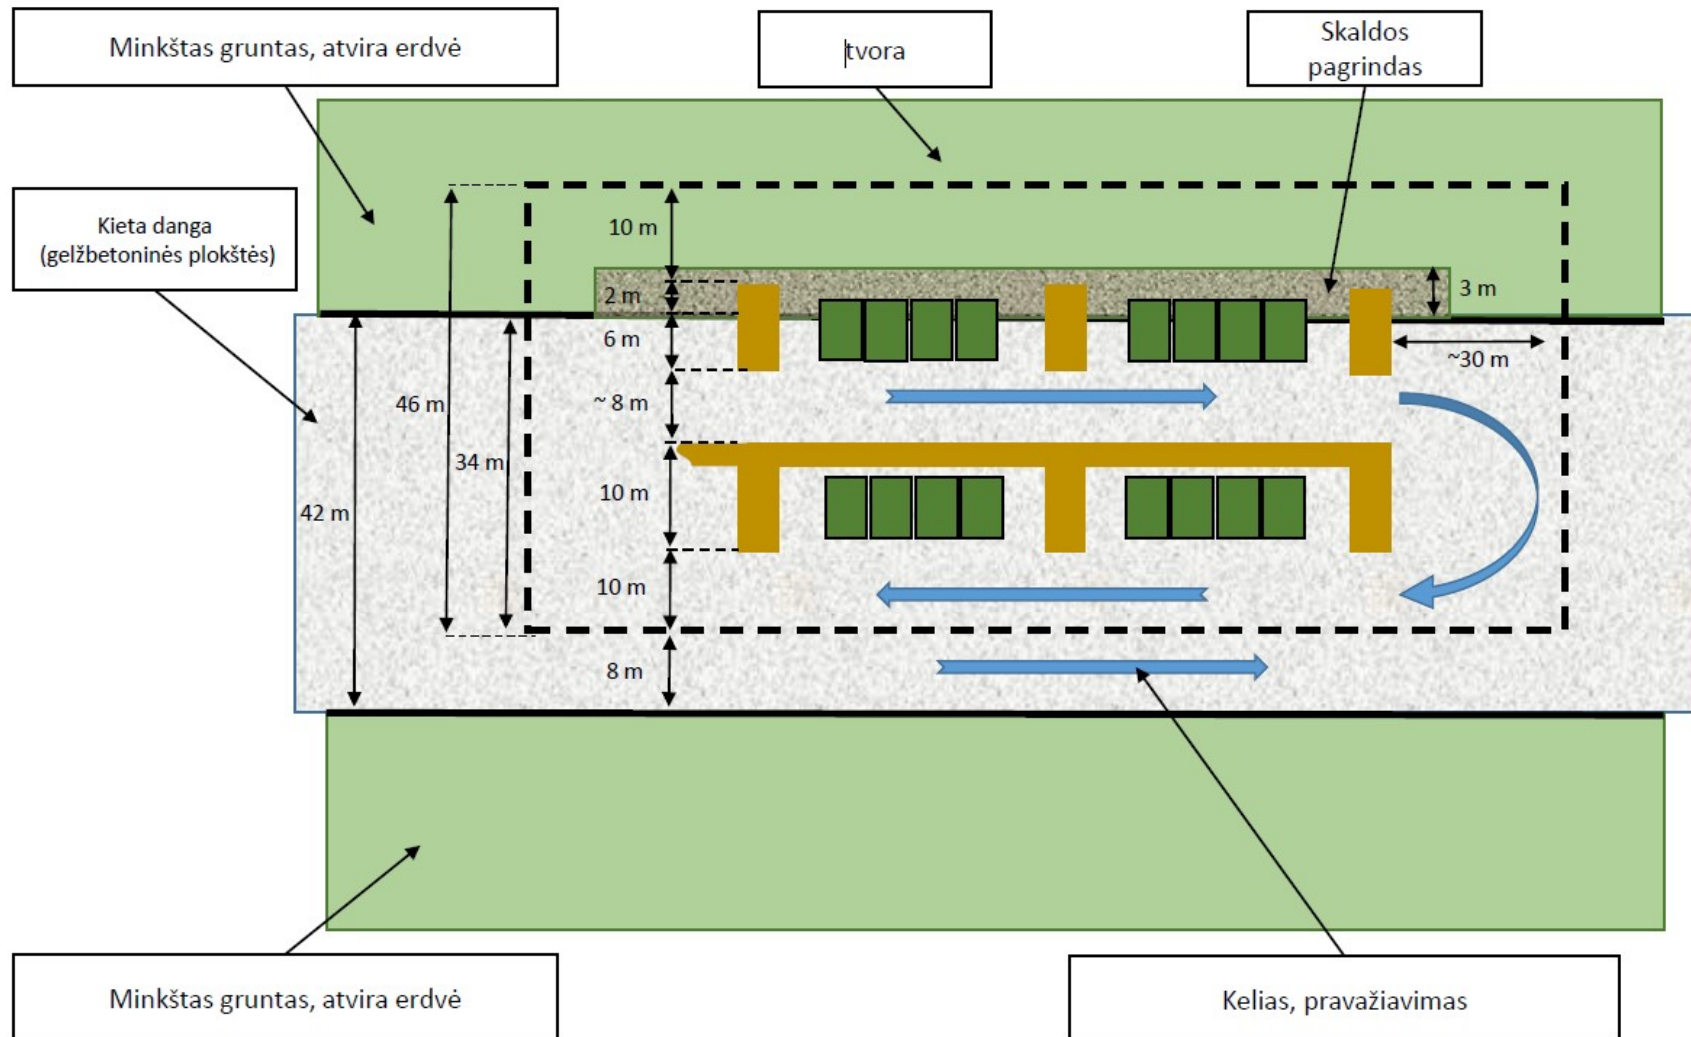 Minkštas gruntas, atvira erdvė
tvora
Skaldos
pagrindas
Kieta danga
(gelžbetoninės plokštės)
10 m
2 m
3 m
6 m
~30 m
46 m
~ 8 m
34 m
10 m
42 m
10 m
8 m
Minkštas gruntas, atvira erdvė
Kelias, pravažiavimas